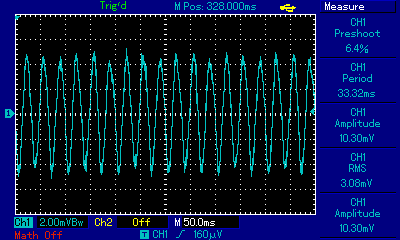 Trig'd M Pos: 328.000ms Measure
CH1
Preshoot
6.4%
CH1
Period
33.32ms
1
CH1
Amplitude
10.30mV
CH1
RMS
3.08mV
CH1
Amplitude
10.30mV
Ch1 2.00mVBw Ch2 Off M 50.0ms
Math Off T CH1 160μV